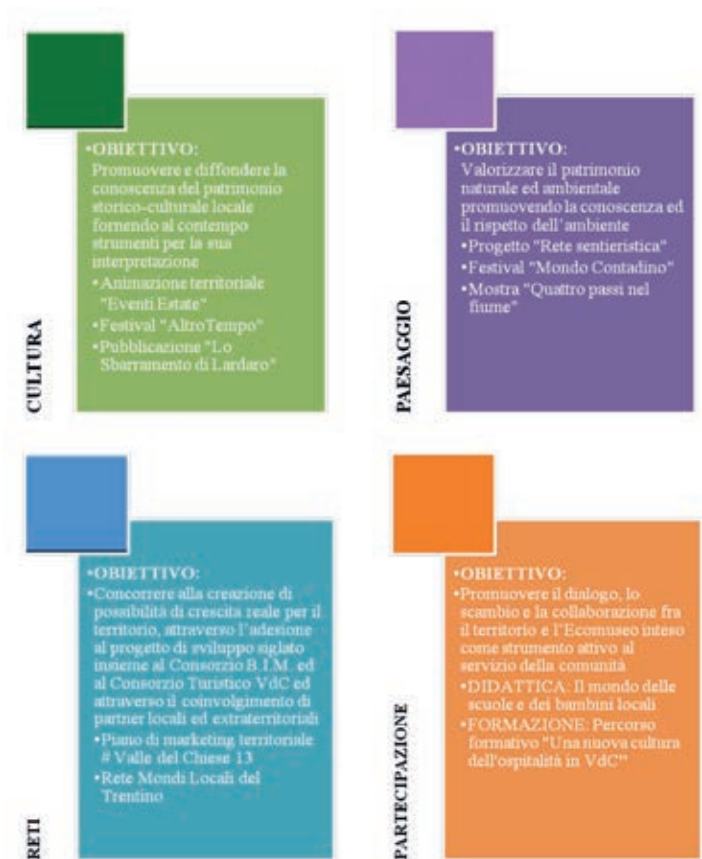 CULTURA
•OBIETTIVO:
Promuovere e diffondere la
conoscenza del patrimonio
storico-culturale locale
fornendo al contempo
strumenti per la sua
interpretazione
•Animazione territoriale
"Eventi Estate"
•Festival "AltroTempo"
•Pubblicazione "Lo
Sbarramento di Lardaro"
PAESAGGIO
•OBIETTIVO:
Valorizzare il patrimonio
naturale ed ambientale
promuovendo la conoscenza ed
il rispetto dell'ambiente
•Progetto "Rete sentieristica"
•Festival "Mondo Contadino"
•Mostra "Quattro passi nel
fiume"
RETI
•OBIETTIVO:
•Concorrere alla creazione di
possibilità di crescita reale per il
territorio, attraverso l'adesione
al progetto di sviluppo siglato
insieme al Consorzio B.I.M. ed
al Consorzio Turistico VdC ed
attraverso il coinvolgimento di
partner locali ed extraterritoriali
•Piano di marketing territoriale
# Valle del Chiese 13
•Rete Mondi Locali del
Trentino
PARTECIPAZIONE
•OBIETTIVO:
•Promuovere il dialogo, lo
scambio e la collaborazione fra
il territorio e l'Ecomuseo inteso
come strumento attivo al
servizio della comunità
•DIDATTICA: Il mondo delle
scuole e dei bambini locali
•FORMAZIONE: Percorso
formativo "Una nuova cultura
dell'ospitalità in VdC"